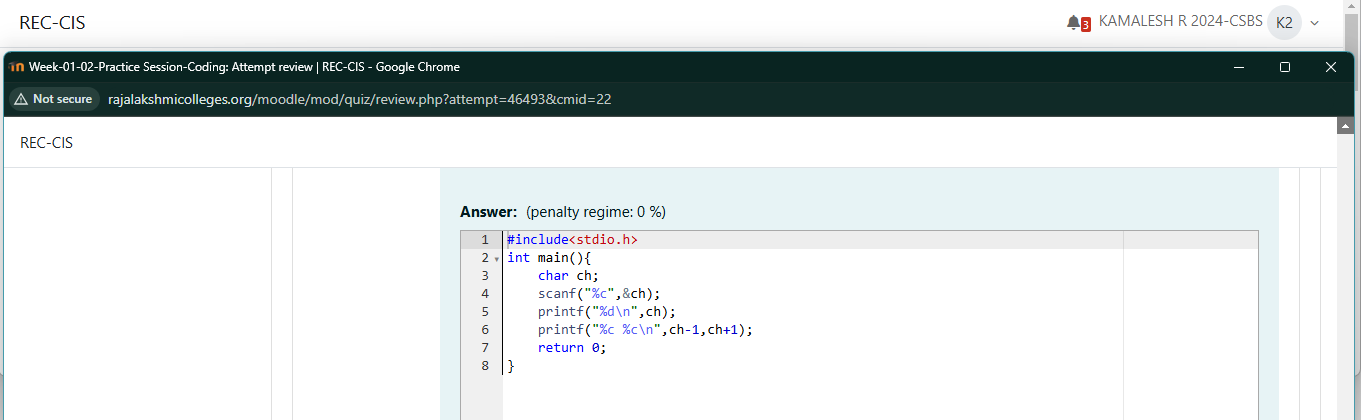 REC-CIS
3 KAMALESH R 2024-CSBS K2
Week-01-02-Practice Session-Coding: Attempt review | REC-CIS - Google Chrome
Not secure rajalakshmicolleges.org/moodle/mod/quiz/review.php?attempt=46493&cmid=22
REC-CIS
Answer: (penalty regime: 0 %)
1 #include<stdio.h>
2 int main(){
3 char ch;
4 scanf("%c",&ch);
5 printf("%d\n",ch);
6 printf("%c %c\n",ch-1,ch+1);
7 return 0;
8 }